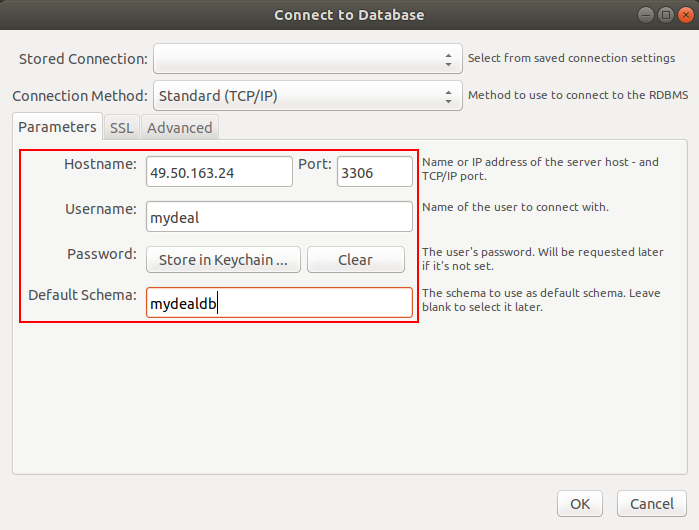 Connect to Database
Stored Connection: Select from saved connection settings
Connection Method: Standard (TCP/IP) Method to use to connect to the RDBMS
Parameters SSL Advanced
Hostname: 49.50.163.24 Port: 3306 Name or IP address of the server host - and
TCP/IP port.
Username: mydeal Name of the user to connect with.
Password: Store in Keychain ... Clear The user's password. Will be requested later
if it's not set.
Default Schema: mydealdb The schema to use as default schema. Leave
blank to select it later.
OK Cancel